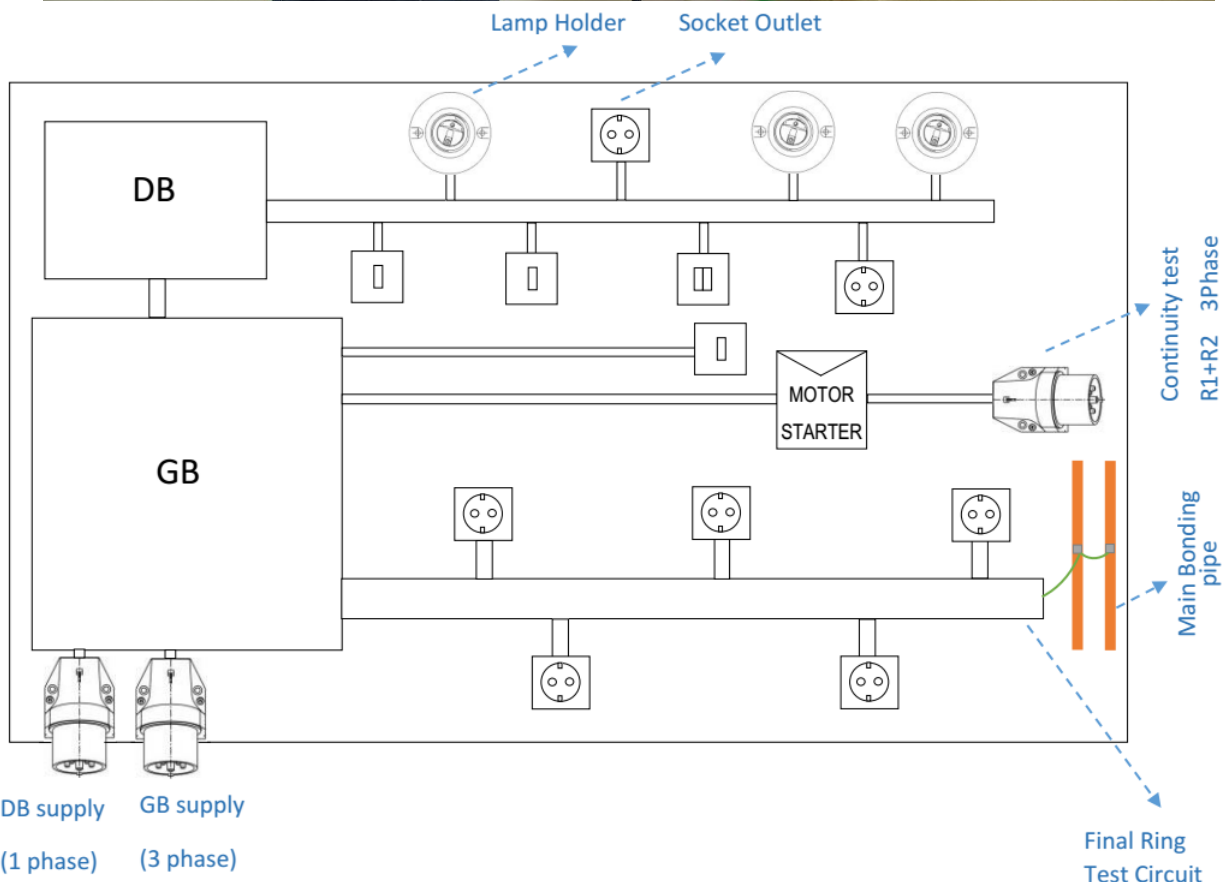 Lamp Holder
Socket Outlet
DB
Continuity test
R1+R2 3Phase
MOTOR
STARTER
GB
Main Bonding
pipe
DB supply
(1 phase)
GB supply
(3 phase)
Final Ring
Test Circuit